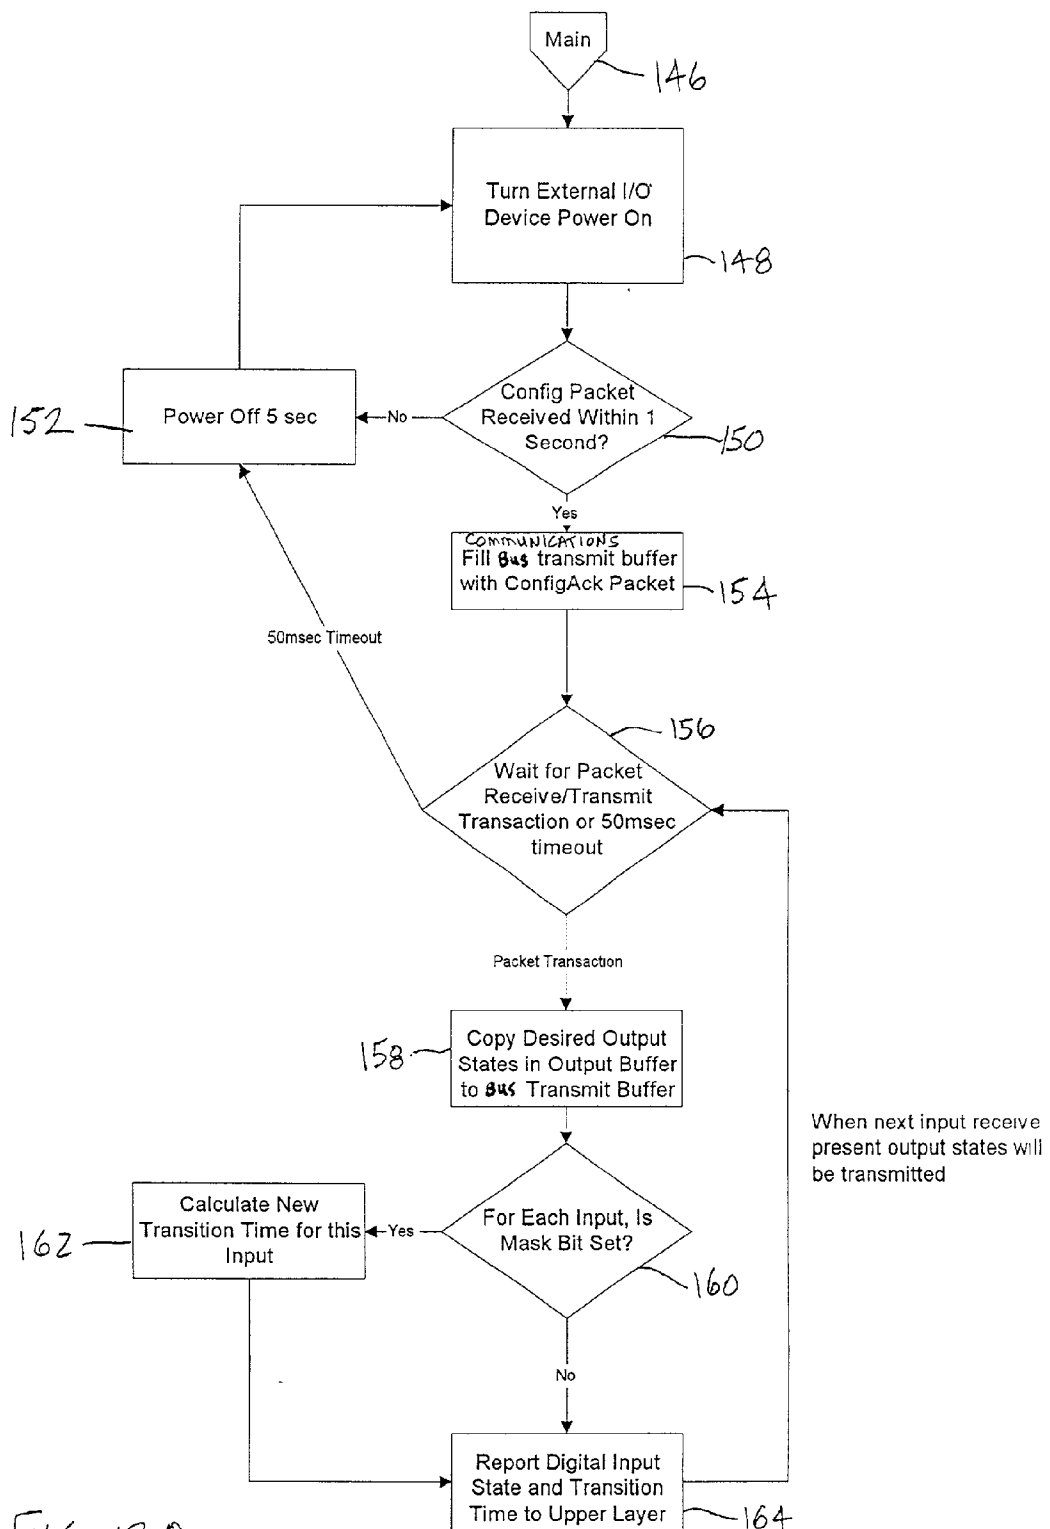 Main
146
Turn External I/O
Device Power On
148
Config Packet
Received Within 1
Second?
150
No
Power Off 5 sec
152
Yes
COMMUNICATIONS
Fill Bus transmit buffer
with ConfigAck Packet
154
50msec Timeout
156
Wait for Packet
Receive/Transmit
Transaction or 50msec
timeout
Packet Transaction
158
Copy Desired Output
States in Output Buffer
to Bus Transmit Buffer
When next input receive
present output states will
be transmitted
For Each Input, Is
Mask Bit Set?
160
Yes
Calculate New
Transition Time for this
Input
162
No
Report Digital Input
State and Transition
Time to Upper Layer
164